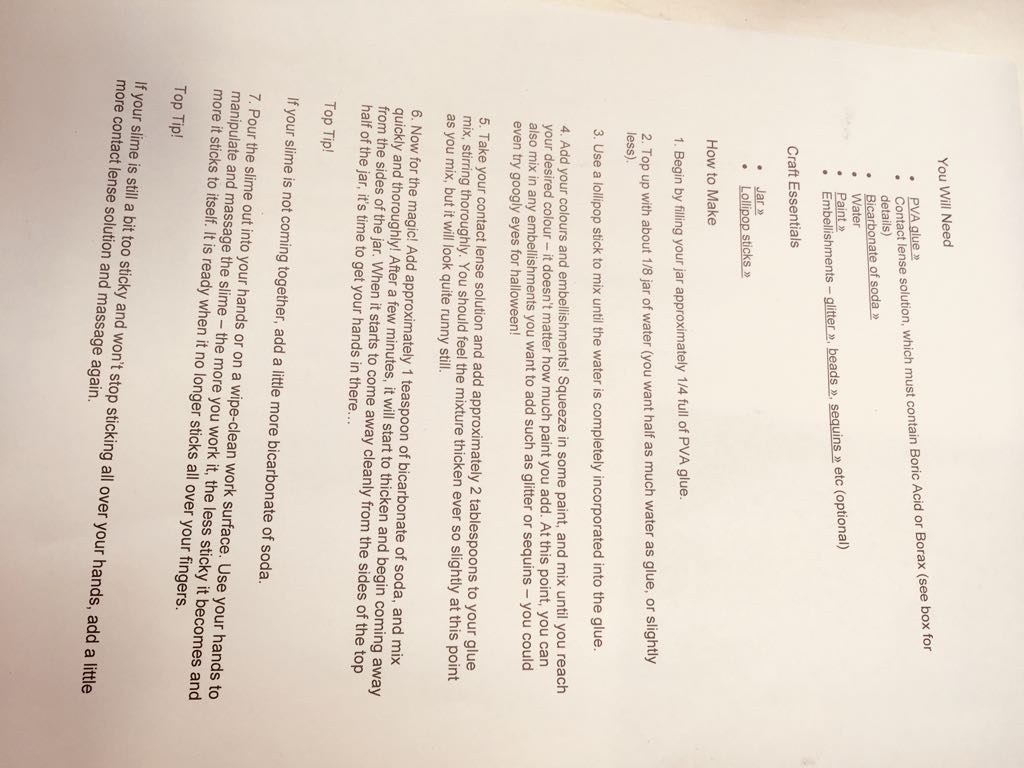 You Will Need
• PVA glue »
• Contact lense solution, which must contain Boric Acid or Borax (see box for
details)
• Bicarbonate of soda »
• Water
• Paint »
• Embellishments – glitter », beads », sequins » etc (optional)
Craft Essentials
• Jar »
• Lollipop sticks »
How to Make
1. Begin by filling your jar approximately 1/4 full of PVA glue.
2. Top up with about 1/8 jar of water (you want half as much water as glue, or slightly
less).
3. Use a lollipop stick to mix until the water is completely incorporated into the glue.
4. Add your colours and embellishments! Squeeze in some paint, and mix until you reach
your desired colour – it doesn't matter how much paint you add. At this point, you can
also mix in any embellishments you want to add such as glitter or sequins – you could
even try googly eyes for halloween!
5. Take your contact lense solution and add approximately 2 tablespoons to your glue
mix, stirring thoroughly. You should feel the mixture thicken ever so slightly at this point
as you mix, but it will look quite runny still.
6. Now for the magic! Add approximately 1 teaspoon of bicarbonate of soda, and mix
quickly and thoroughly! After a few minutes, it will start to thicken and begin coming away
from the sides of the jar. When it starts to come away cleanly from the sides of the top
half of the jar, it's time to get your hands in there…
Top Tip!
If your slime is not coming together, add a little more bicarbonate of soda.
7. Pour the slime out into your hands or on a wipe-clean work surface. Use your hands to
manipulate and massage the slime – the more you work it, the less sticky it becomes and
more it sticks to itself. It is ready when it no longer sticks all over your fingers.
Top Tip!
If your slime is still a bit too sticky and won't stop sticking all over your hands, add a little
more contact lense solution and massage again.